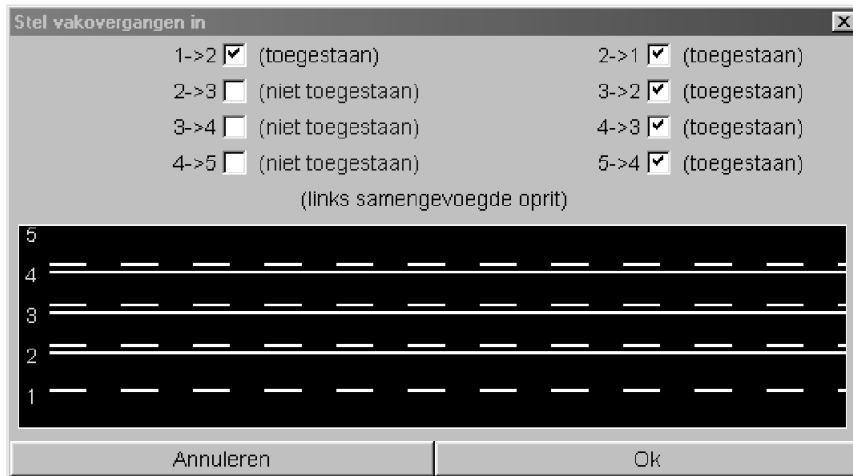 Stel vakovergangen in
1->2 (toegestaan) 2->1 (toegestaan)
2->3 (niet toegestaan) 3->2 (toegestaan)
3->4 (niet toegestaan) 4->3 (toegestaan)
4->5 (niet toegestaan) 5->4 (toegestaan)
(links samengevoegde oprit)
5
4
3
2
1
Annuleren Ok